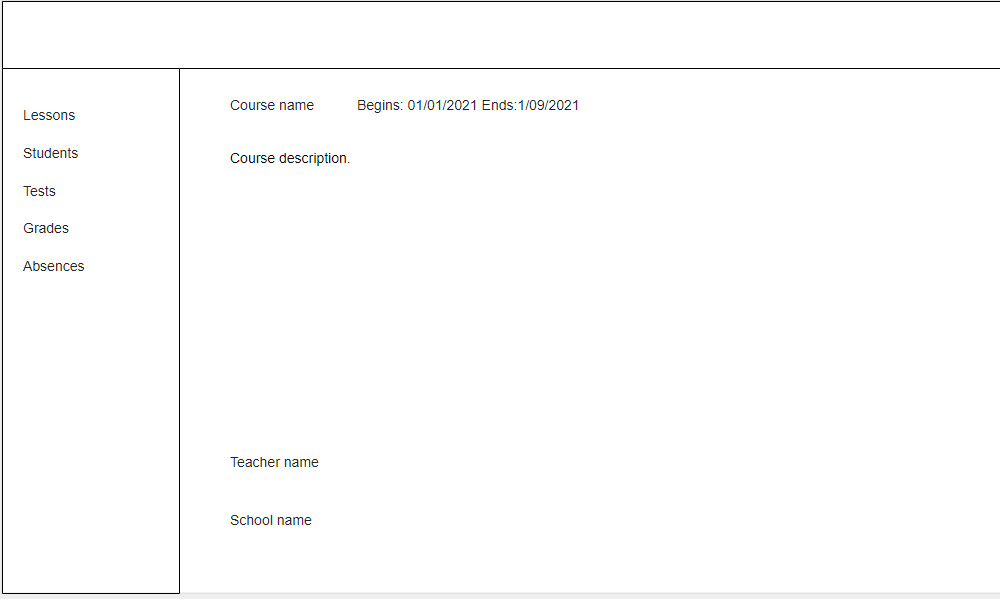 Lessons
Students
Tests
Grades
Absences
Course name Begins: 01/01/2021 Ends:1/09/2021
Course description.
Teacher name
School name